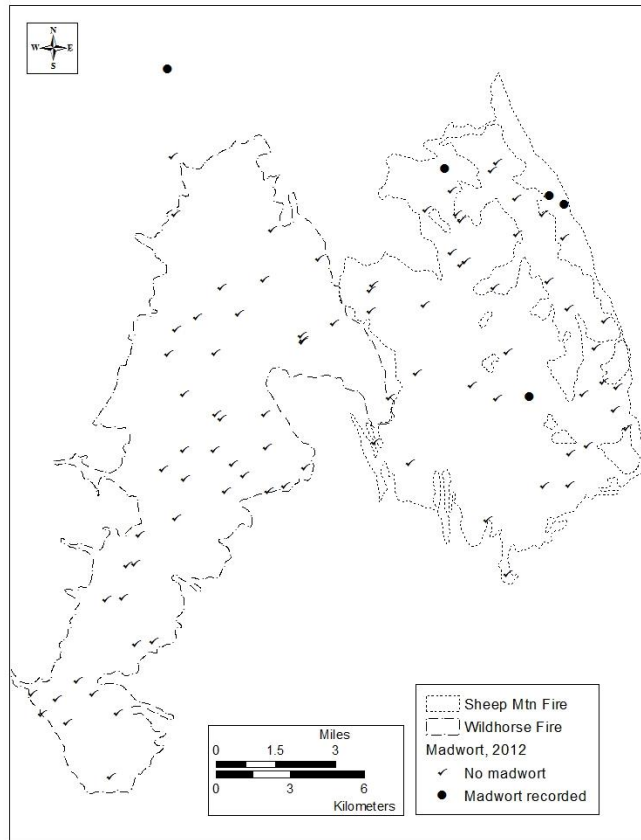 N
W E
S
Sheep Mtn Fire
Wildhorse Fire
Madwort, 2012
No madwort
Madwort recorded
Miles
0 1.5 3
0 3 6
Kilometers